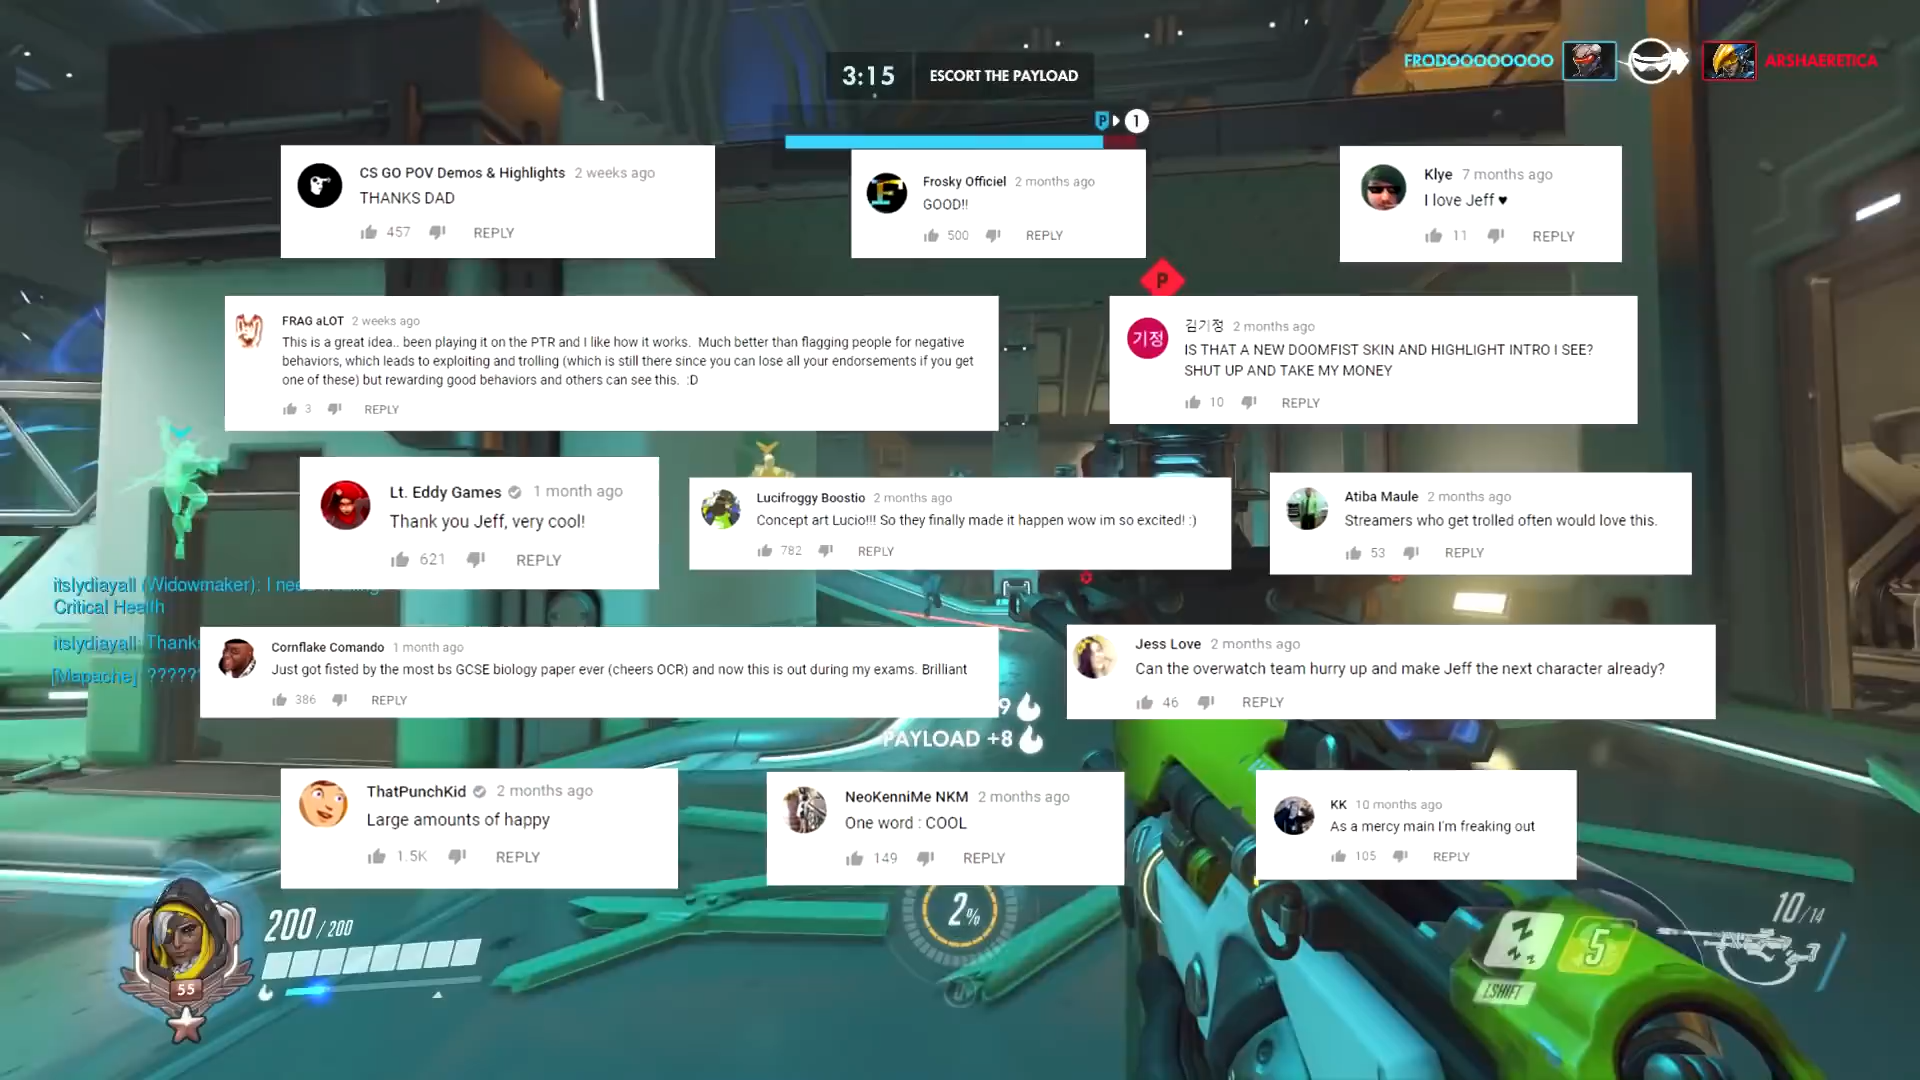 3:15
ESCORT THE PAYLOAD
FRODOOOOOOOOO
ARSHAERETICA
P
1
CS GO POV Demos & Highlights 2 weeks ago
THANKS DAD
457 REPLY
Frosky Officiel 2 months ago
GOOD!!
500 REPLY
Klye 7 months ago
I love Jeff ♥
11 REPLY
P
FRAG aLOT 2 weeks ago
This is a great idea.. been playing it on the PTR and I like how it works. Much better than flagging people for negative
behaviors, which leads to exploiting and trolling (which is still there since you can lose all your endorsements if you get
one of these) but rewarding good behaviors and others can see this. :D
3 REPLY
기정
김기정 2 months ago
IS THAT A NEW DOOMFIST SKIN AND HIGHLIGHT INTRO I SEE?
SHUT UP AND TAKE MY MONEY
10 REPLY
Lt. Eddy Games 1 month ago
Thank you Jeff, very cool!
621 REPLY
Lucifroggy Boostio 2 months ago
Concept art Lucio!!! So they finally made it happen wow im so excited! :)
782 REPLY
Atiba Maule 2 months ago
Streamers who get trolled often would love this.
53 REPLY
itslydiayall (Widowmaker): I need healing
Critical Health
itslydiayall: Thank
[Mapache] ??????
Cornflake Comando 1 month ago
Just got fisted by the most bs GCSE biology paper ever (cheers OCR) and now this is out during my exams. Brilliant
386 REPLY
Jess Love 2 months ago
Can the overwatch team hurry up and make Jeff the next character already?
46 REPLY
9
PAYLOAD +8
ThatPunchKid 2 months ago
Large amounts of happy
1.5K REPLY
NeoKenniMe NKM 2 months ago
One word : COOL
149 REPLY
KK 10 months ago
As a mercy main I'm freaking out
105 REPLY
200/200
55
2%
Z Z Z
5
LSHIFT
10/14